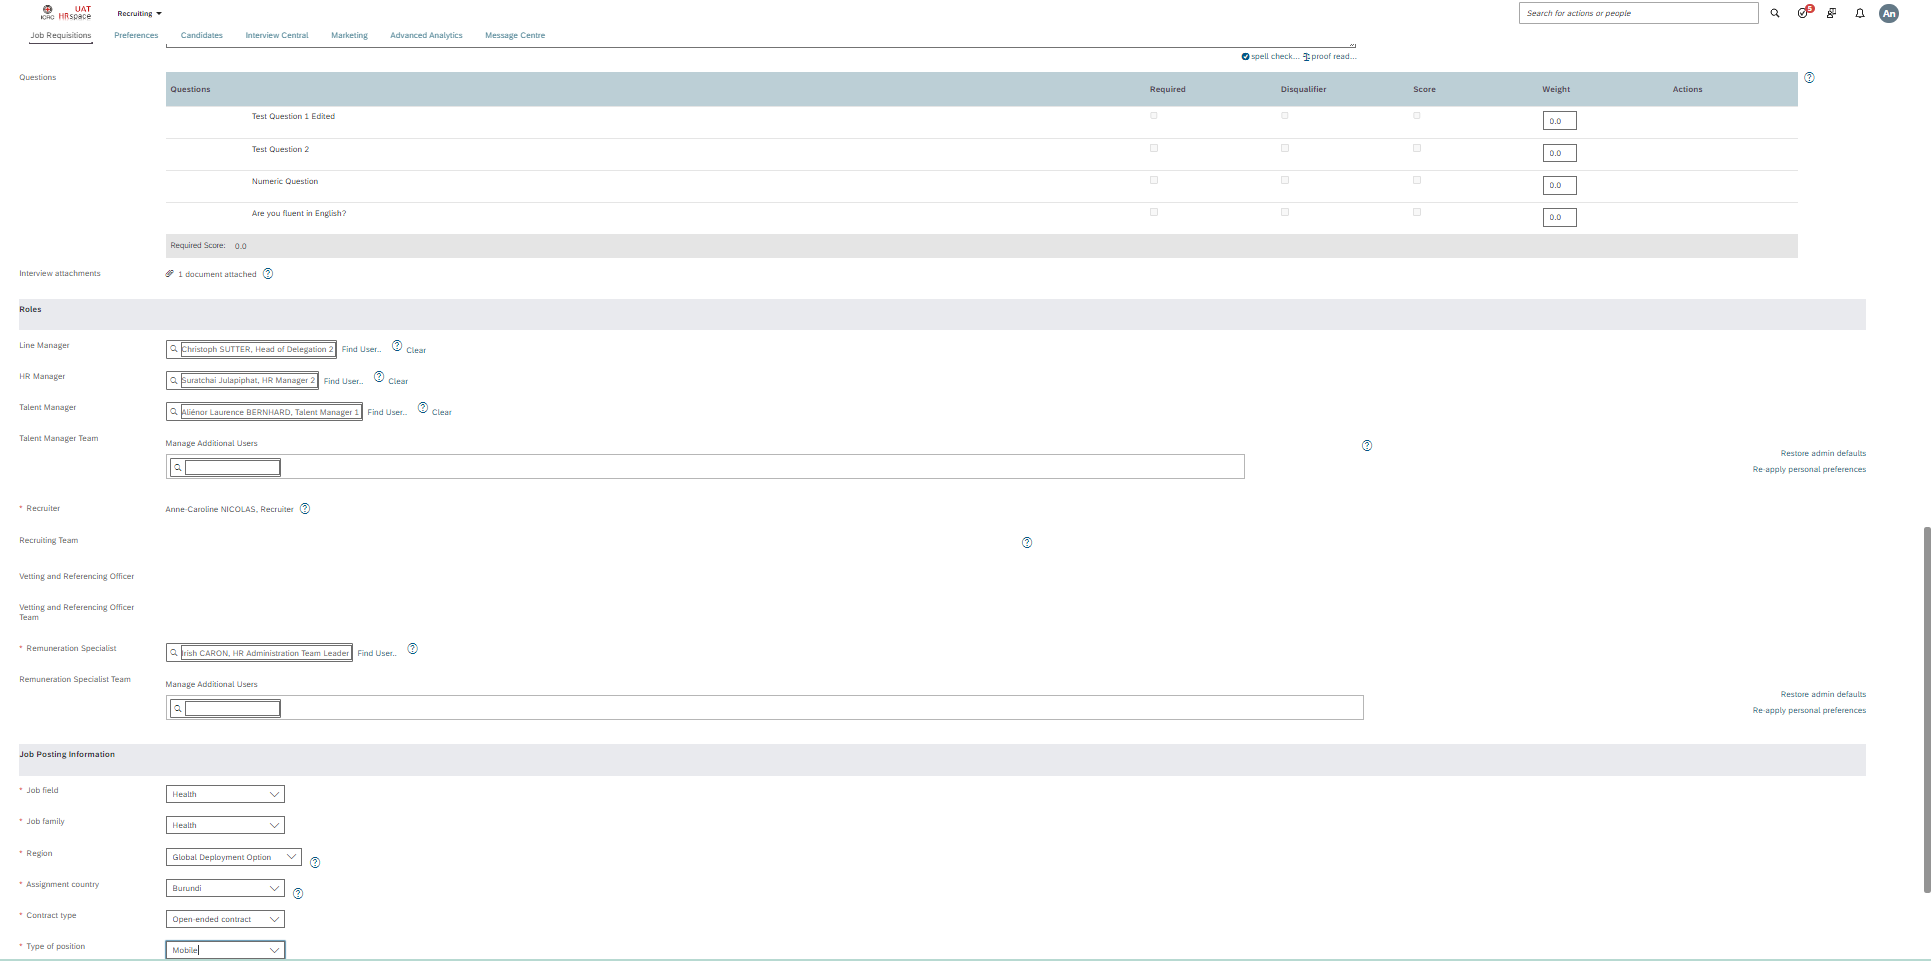 ICRC
UAT
HRspace
Recruiting
Search for actions or people
5
An
Job Requisitions
Preferences
Candidates
Interview Central
Marketing
Advanced Analytics
Message Centre
spell check... proof read...
Questions
Questions Required Disqualifier Score Weight Actions
Test Question 1 Edited 0.0
Test Question 2 0.0
Numeric Question 0.0
Are you fluent in English? 0.0
Required Score: 0.0
Interview attachments 1 document attached
Roles
Line Manager Christoph SUTTER, Head of Delegation 2 Find User.. Clear
HR Manager Suratchai Julapiphat, HR Manager 2 Find User.. Clear
Talent Manager Aliénor Laurence BERNHARD, Talent Manager 1 Find User.. Clear
Talent Manager Team Manage Additional Users
Restore admin defaults
Re-apply personal preferences
* Recruiter Anne-Caroline NICOLAS, Recruiter
Recruiting Team
Vetting and Referencing Officer
Vetting and Referencing Officer
Team
* Remuneration Specialist Irish CARON, HR Administration Team Leader Find User..
Remuneration Specialist Team Manage Additional Users
Restore admin defaults
Re-apply personal preferences
Job Posting Information
* Job field Health
* Job family Health
* Region Global Deployment Option
* Assignment country Burundi
* Contract type Open-ended contract
* Type of position Mobile